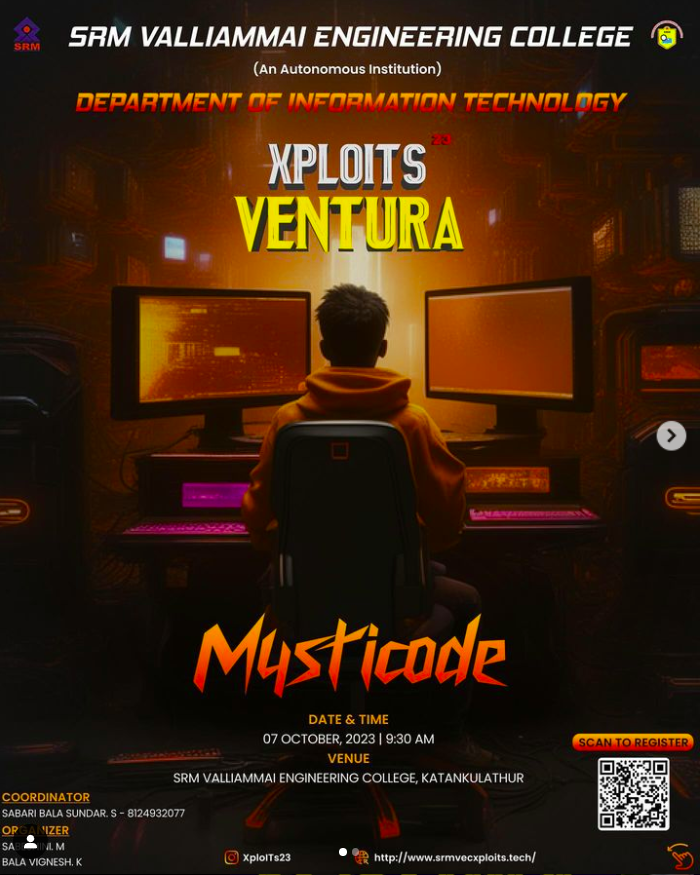 SRM VALLIAMMAI ENGINEERING COLLEGE
SRM
(An Autonomous Institution)
DEPARTMENT OF INFORMATION TECHNOLOGY
23
XPLOITS
VENTURA
Mysticode
DATE & TIME
07 OCTOBER, 2023 | 9:30 AM
VENUE
SRM VALLIAMMAI ENGINEERING COLLEGE, KATANKULATHUR
SCAN TO REGISTER
COORDINATOR
SABARI BALA SUNDAR. S - 8124932077
ORGANIZER
M
BALA VIGNESH. K
XploITs23
http://www.srmvecxploits.tech/